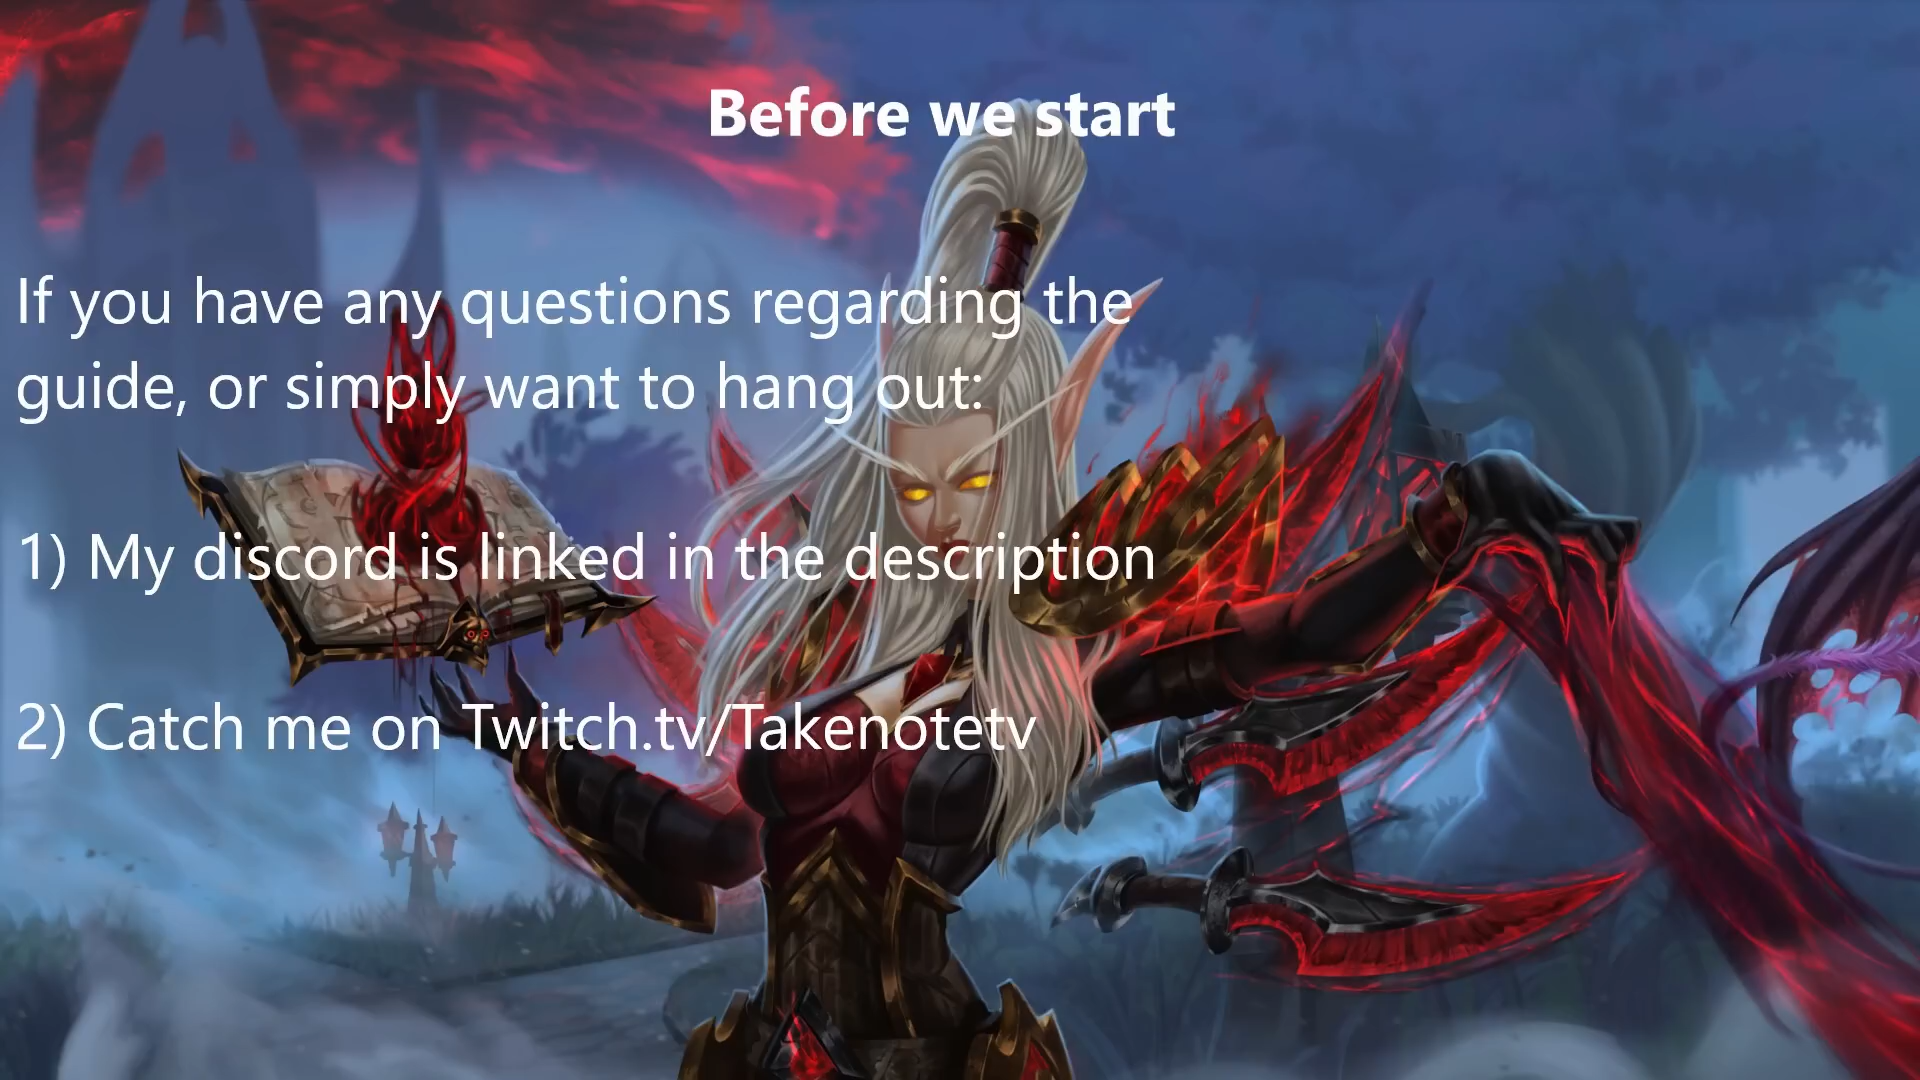 Before we start
If you have any questions regarding the
guide, or simply want to hang out:
1) My discord is linked in the description
2) Catch me on Twitch.tv/Takenotetv